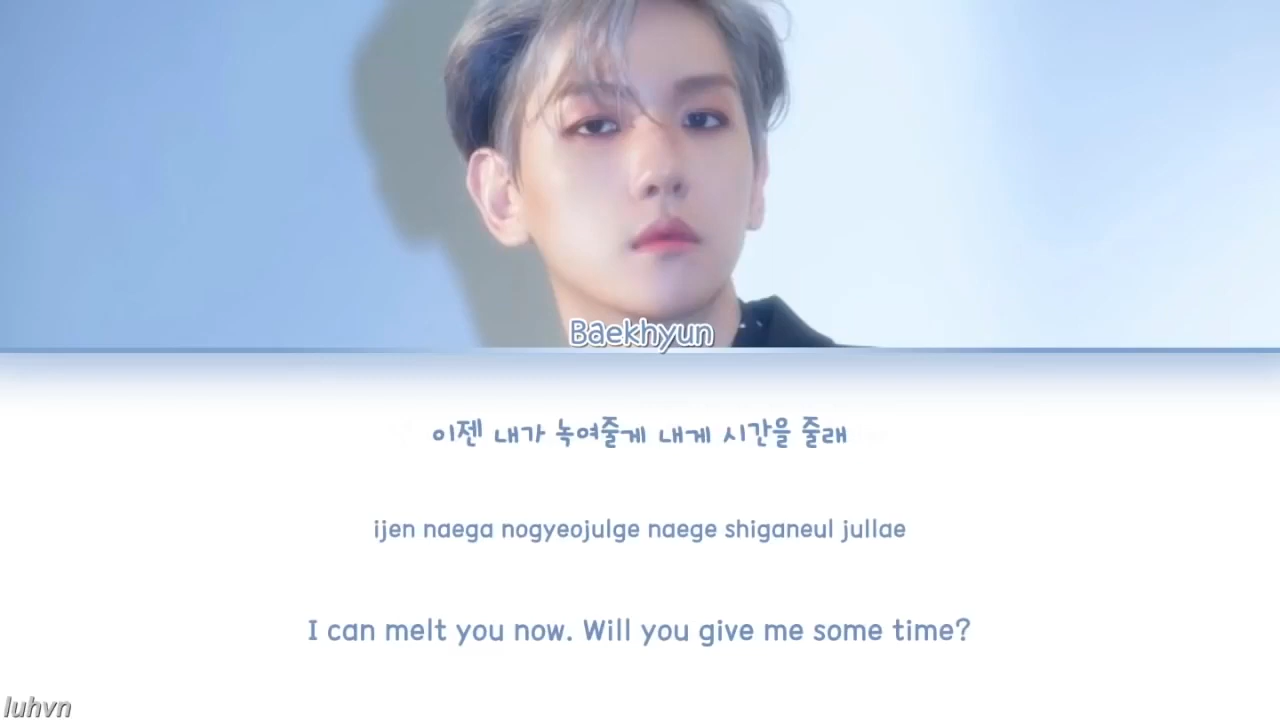 Baekhyun
이젠 내가 녹여줄게 내게 시간을 줄래
ijen naega nogyeojulge naege shiganeul jullae
I can melt you now. Will you give me some time?
luhvn